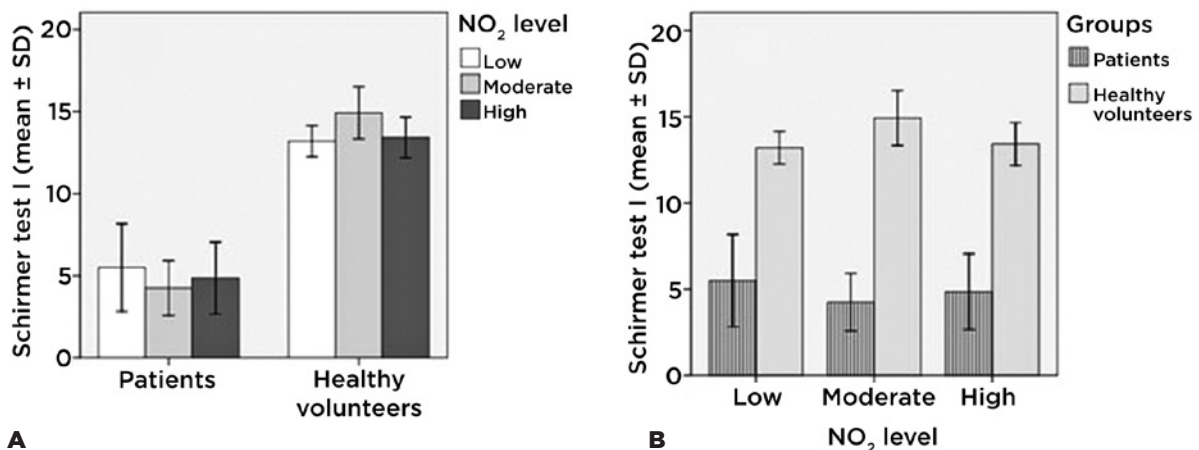 Schirmer test I (mean ± SD)
20
15
10
5
0
Patients
Healthy
volunteers
NO₂ level
Low
Moderate
High
A
Schirmer test I (mean ± SD)
20
15
10
5
0
Low
Moderate
High
NO₂ level
Groups
Patients
Healthy
volunteers
B